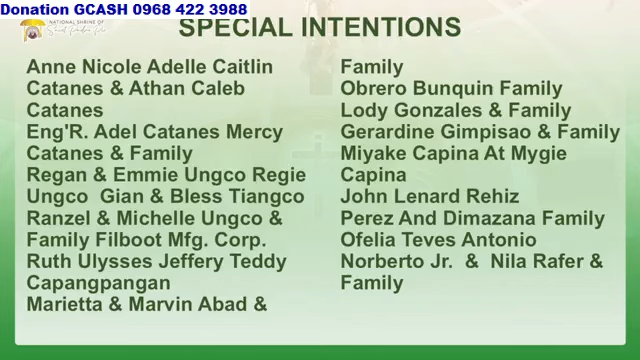 Donation GCASH 0968 422 3988
NATIONAL SHRINE OF
SPECIAL INTENTIONS
Anne Nicole Adelle Caitlin
Catanes & Athan Caleb
Catanes
Eng'R. Adel Catanes Mercy
Catanes & Family
Regan & Emmie Ungco Regie
Ungco  Gian & Bless Tiangco
Ranzel & Michelle Ungco &
Family Filboot Mfg. Corp.
Ruth Ulysses Jeffery Teddy
Capangpangan
Marietta & Marvin Abad &
Family
Obrero Bunquin Family
Lody Gonzales & Family
Gerardine Gimpisao & Family
Miyake Capina At Mygie
Capina
John Lenard Rehiz
Perez And Dimazana Family
Ofelia Teves Antonio
Norberto Jr.  &  Nila Rafer &
Family